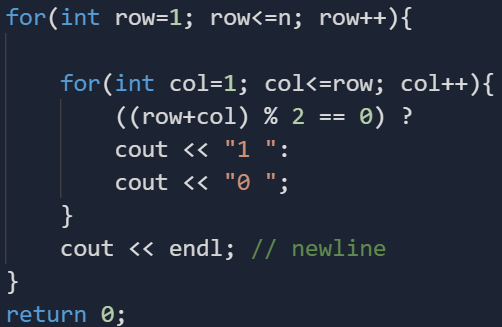 for(int row=1; row<=n; row++){
for(int col=1; col<=row; col++){
((row+col) % 2 == 0) ?
cout << "1 ":
cout << "0 ";
}
cout << endl; // newline
}
return 0;